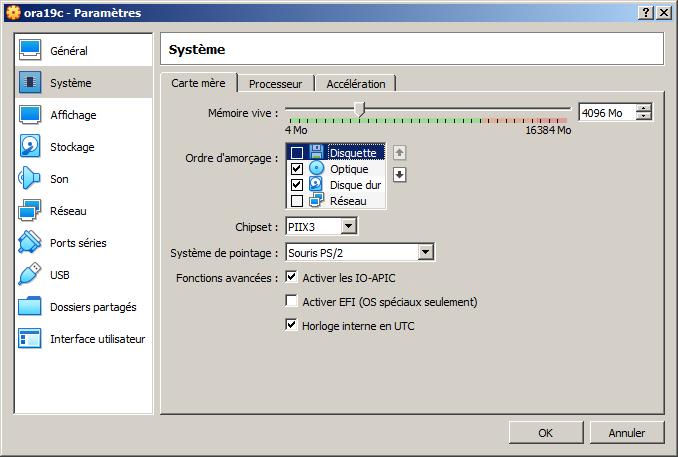 ora19c - Paramètres
Général
Système
Affichage
Stockage
Son
Réseau
Ports séries
USB
Dossiers partagés
Interface utilisateur
Système
Carte mère
Processeur
Accélération
Mémoire vive :
4096 Mo
4 Mo
16384 Mo
Ordre d'amorçage :
Disquette
Optique
Disque dur
Réseau
Chipset :
PIIX3
Système de pointage :
Souris PS/2
Fonctions avancées :
Activer les IO-APIC
Activer EFI (OS spéciaux seulement)
Horloge interne en UTC
OK
Annuler